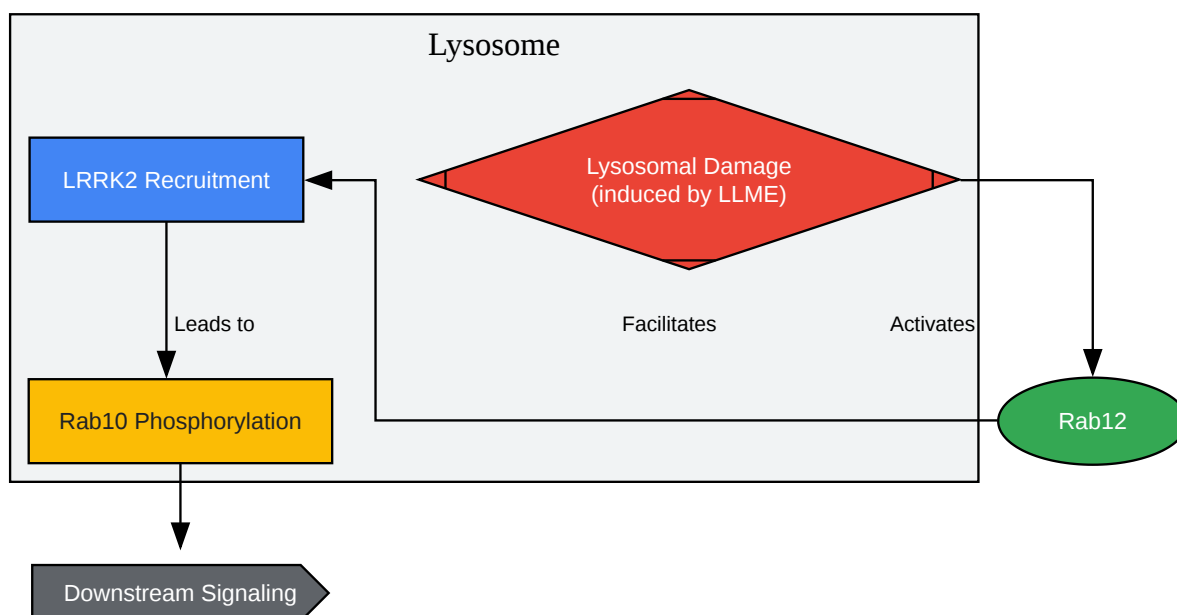 Lysosome
LRRK2 Recruitment
Lysosomal Damage
(induced by LLME)
Leads to
Facilitates
Activates
Rab10 Phosphorylation
Rab12
Downstream Signaling